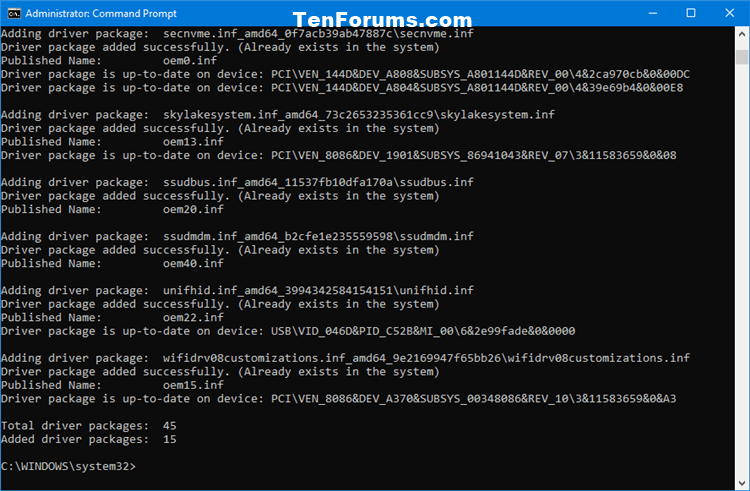 Administrator: Command Prompt
TenForums.com
Adding driver package:  secnvme.inf_amd64_0f7acb39ab47887c\secnvme.inf
Driver package added successfully. (Already exists in the system)
Published Name:         oem0.inf
Driver package is up-to-date on device: PCI\VEN_144D&DEV_A808&SUBSYS_A801144D&REV_00\4&2ca970cb&0&00DC
Driver package is up-to-date on device: PCI\VEN_144D&DEV_A804&SUBSYS_A801144D&REV_00\4&39e69b4&0&00E8
Adding driver package:  skylakesystem.inf_amd64_73c2653235361cc9\skylakesystem.inf
Driver package added successfully. (Already exists in the system)
Published Name:         oem13.inf
Driver package is up-to-date on device: PCI\VEN_8086&DEV_1901&SUBSYS_86941043&REV_07\3&11583659&0&08
Adding driver package:  ssudbus.inf_amd64_11537fb10dfa170a\ssudbus.inf
Driver package added successfully. (Already exists in the system)
Published Name:         oem20.inf
Adding driver package:  ssudmdm.inf_amd64_b2cfe1e235559598\ssudmdm.inf
Driver package added successfully. (Already exists in the system)
Published Name:         oem40.inf
Adding driver package:  unifhid.inf_amd64_3994342584154151\unifhid.inf
Driver package added successfully. (Already exists in the system)
Published Name:         oem22.inf
Driver package is up-to-date on device: USB\VID_046D&PID_C52B&MI_00\6&2e99fade&0&0000
Adding driver package:  wifidrv08customizations.inf_amd64_9e2169947f65bb26\wifidrv08customizations.inf
Driver package added successfully. (Already exists in the system)
Published Name:         oem15.inf
Driver package is up-to-date on device: PCI\VEN_8086&DEV_A370&SUBSYS_00348086&REV_10\3&11583659&0&A3
Total driver packages:  45
Added driver packages:  15
C:\WINDOWS\system32>